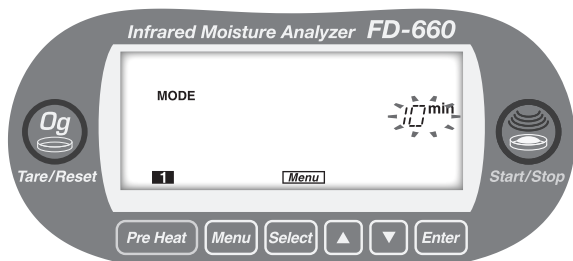 Infrared Moisture Analyzer FD-660
MODE
10 min
0g
Tare/Reset
Start/Stop
1
Menu
Pre Heat Menu Select ▲ ▼ Enter